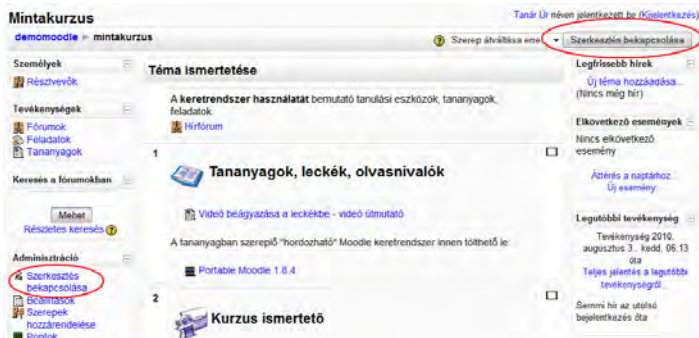 Mintakurzus
Tanár Úr néven jelentkezett be (Kijelentkezés)
demomoodle ► mintakurzus
Szerep átváltása erre
Szerkesztés bekapcsolása
Személyek
Résztvevők
Tevékenységek
Fórumok
Feladatok
Tananyagok
Keresés a fórumokban
Mehet
Részletes keresés
Adminisztráció
Szerkesztés
bekapcsolása
Beállítások
Szerepek
hozzárendelése
Pontok
Téma ismertetése
A keretrendszer használatát bemutató tanulási eszközök, tananyagok,
feladatok.
Hírfórum
1
Tananyagok, leckék, olvasnivalók
Videó beágyazása a leckékbe - videó útmutató
A tananyagban szereplő "hordozható" Moodle keretrendszer innen tölthető le:
Portable Moodle 1.8.4
2
Kurzus ismertető
Legfrissebb hírek
Új téma hozzáadása...
(Nincs még hír)
Elkövetkező események
Nincs elkövetkező
esemény
Áttérés a naptárhoz...
Új esemény...
Legutóbbi tevékenység
Tevékenység 2010.
augusztus 3., kedd, 06:13
óta
Teljes jelentés a legutóbbi
tevékenységről...
Semmi hír az utolsó
bejelentkezés óta